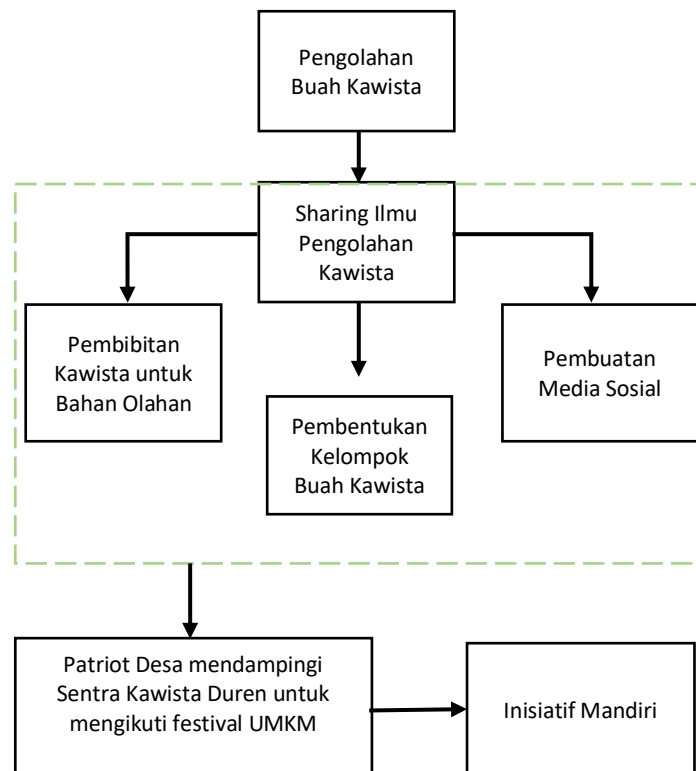 Pengolahan
Buah Kawista
Sharing Ilmu
Pengolahan
Kawista
Pembibitan
Kawista untuk
Bahan Olahan
Pembentukan
Kelompok
Buah Kawista
Pembuatan
Media Sosial
Patriot Desa mendampingi
Sentra Kawista Duren untuk
mengikuti festival UMKM
Inisiatif Mandiri